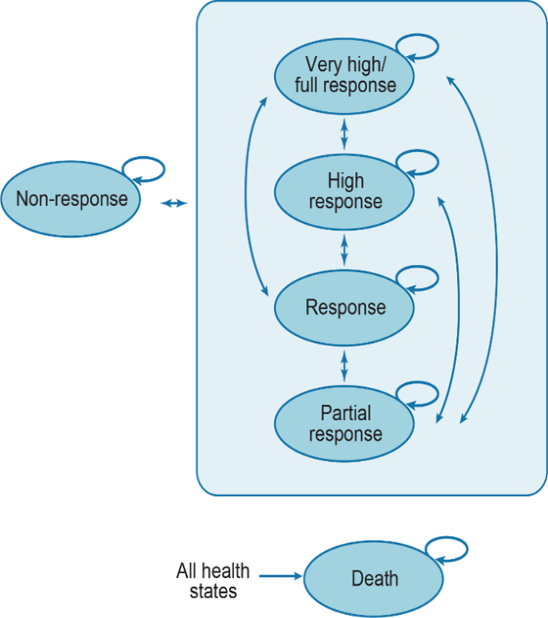 Very high/
full response
Non-response
High
response
Response
Partial
response
All health
states
Death